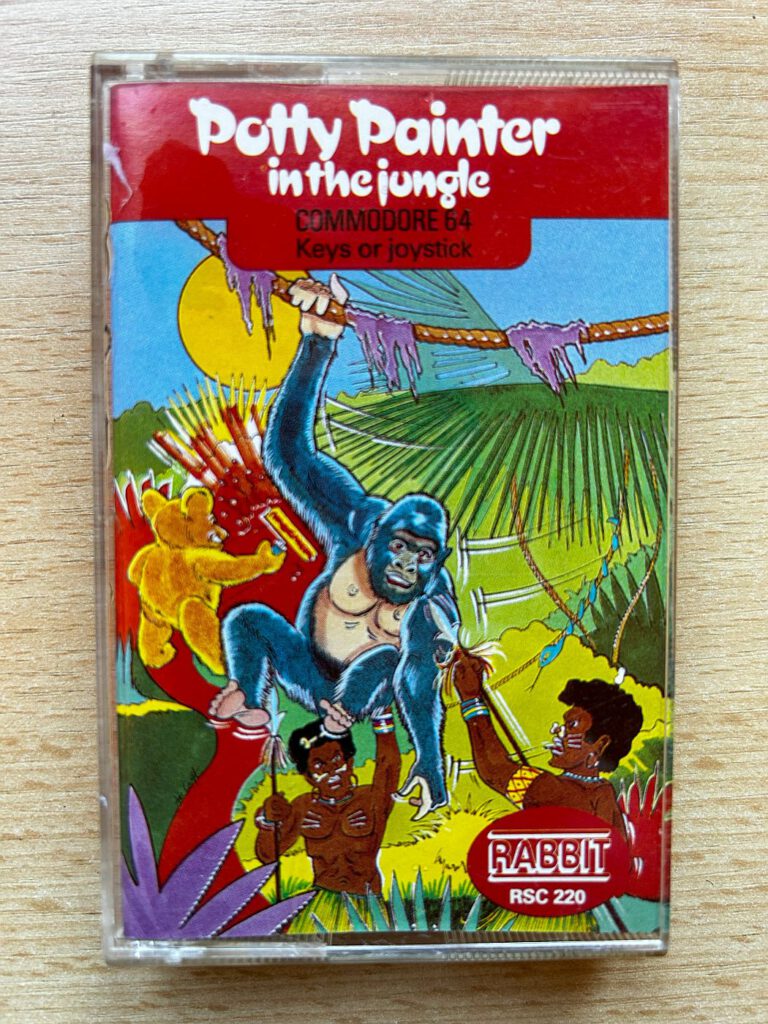 Potty Painter
in the jungle
COMMODORE 64
Keys or joystick
RABBIT
RSC 220